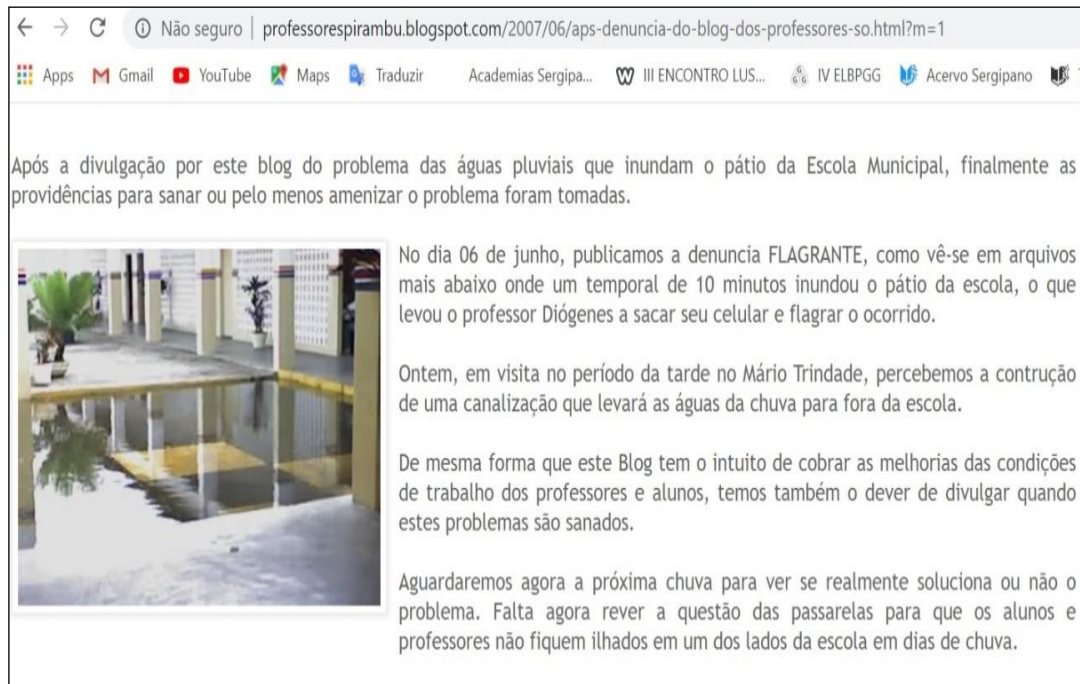 Não seguro | professorespirambu.blogspot.com/2007/06/aps-denuncia-do-blog-dos-professores-so.html?m=1
Apps Gmail YouTube Maps Traduzir Academias Sergipa... III ENCONTRO LUS... IV ELBPGG Acervo Sergipano
Após a divulgação por este blog do problema das águas pluviais que inundam o pátio da Escola Municipal, finalmente as
providências para sanar ou pelo menos amenizar o problema foram tomadas.
No dia 06 de junho, publicamos a denuncia FLAGRANTE, como vê-se em arquivos
mais abaixo onde um temporal de 10 minutos inundou o pátio da escola, o que
levou o professor Diógenes a sacar seu celular e flagrar o ocorrido.
Ontem, em visita no período da tarde no Mário Trindade, percebemos a contrução
de uma canalização que levará as águas da chuva para fora da escola.
De mesma forma que este Blog tem o intuito de cobrar as melhorias das condições
de trabalho dos professores e alunos, temos também o dever de divulgar quando
estes problemas são sanados.
Aguardaremos agora a próxima chuva para ver se realmente soluciona ou não o
problema. Falta agora rever a questão das passarelas para que os alunos e
professores não fiquem ilhados em um dos lados da escola em dias de chuva.